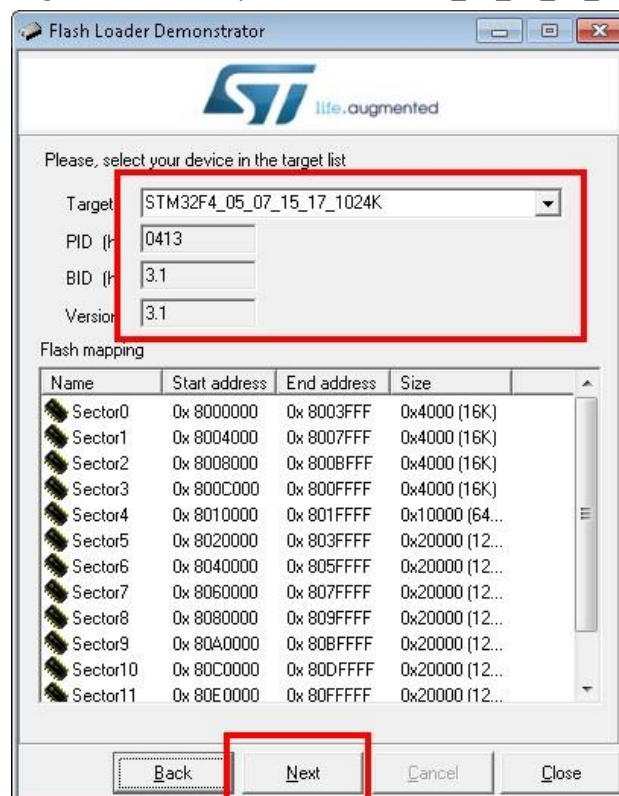 Flash Loader Demonstrator
ST life.augmented
Please, select your device in the target list
Target STM32F4_05_07_15_17_1024K
PID (h 0413
BID (h 3.1
Version 3.1
Flash mapping
Name Start address End address Size
Sector0 0x 8000000 0x 8003FFF 0x4000 (16K)
Sector1 0x 8004000 0x 8007FFF 0x4000 (16K)
Sector2 0x 8008000 0x 800BFFF 0x4000 (16K)
Sector3 0x 800C000 0x 800FFFF 0x4000 (16K)
Sector4 0x 8010000 0x 801FFFF 0x10000 (64...
Sector5 0x 8020000 0x 803FFFF 0x20000 (12...
Sector6 0x 8040000 0x 805FFFF 0x20000 (12...
Sector7 0x 8060000 0x 807FFFF 0x20000 (12...
Sector8 0x 8080000 0x 809FFFF 0x20000 (12...
Sector9 0x 80A0000 0x 80BFFFF 0x20000 (12...
Sector10 0x 80C0000 0x 80DFFFF 0x20000 (12...
Sector11 0x 80E0000 0x 80FFFFF 0x20000 (12...
Back Next Cancel Close